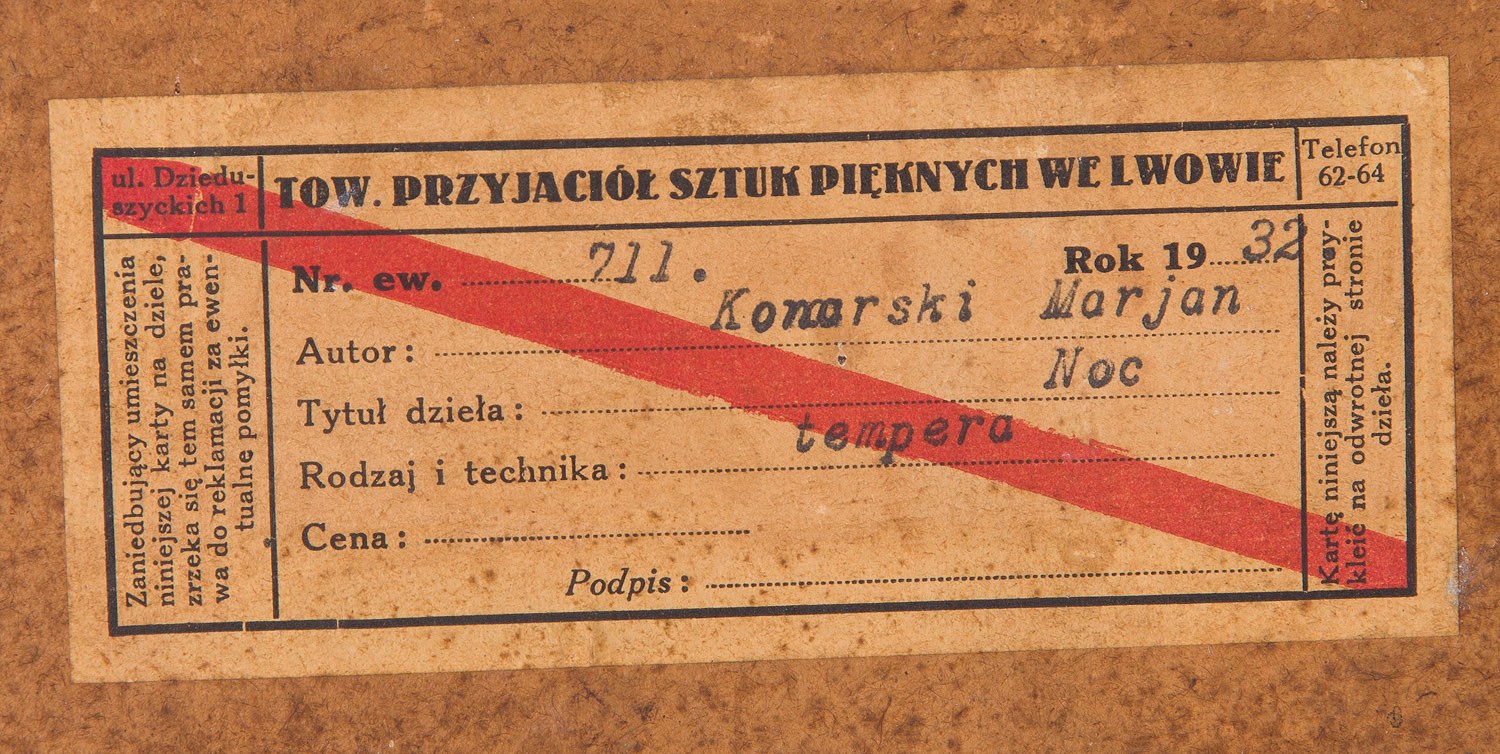 ul. Dziedu-
szyckich 1
TOW. PRZYJACIÓŁ SZTUK PIĘKNYCH WE LWOWIE
Telefon
62-64
Zaniedbujący umieszczenia
niniejszej karty na dziele,
zrzeka się tem samem pra-
wa do reklamacji za ewen-
tualne pomyłki.
Nr. ew. 711. Rok 19 32
Autor: Konarski Marjan
Tytuł dzieła: Noc
Rodzaj i technika: tempera
Cena:
Podpis:
Kartę niniejszą należy przy-
kleić na odwrotnej stronie
dzieła.